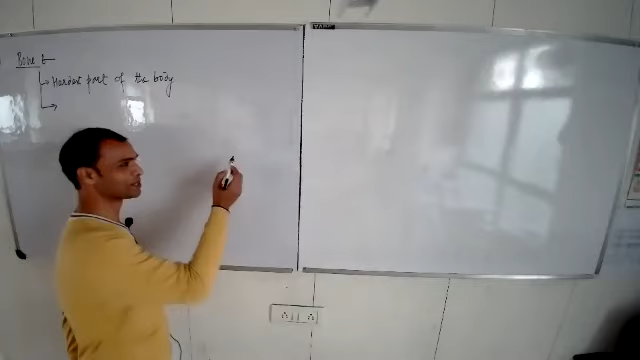 Bone :-
↳ Hardest part of the body
↳